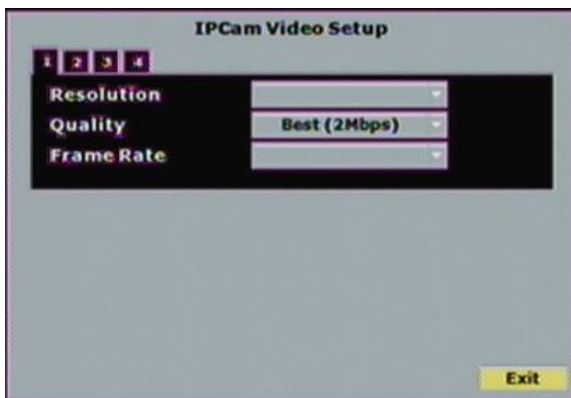 IPCam Video Setup
1 2 3 4
Resolution
Quality Best (2Mbps)
Frame Rate
Exit